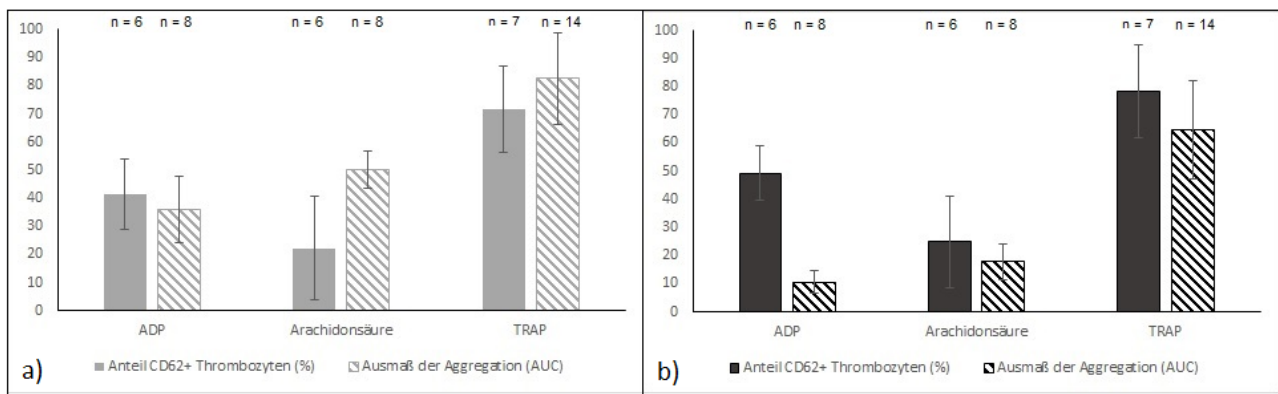 n = 6 n = 8 n = 6 n = 8 n = 7 n = 14
100
90
80
70
60
50
40
30
20
10
0
ADP Arachidonsäure TRAP
Anteil CD62+ Thrombozyten (%) Ausmaß der Aggregation (AUC)
a)
n = 6 n = 8 n = 6 n = 8 n = 7 n = 14
100
90
80
70
60
50
40
30
20
10
0
ADP Arachidonsäure TRAP
Anteil CD62+ Thrombozyten (%) Ausmaß der Aggregation (AUC)
b)